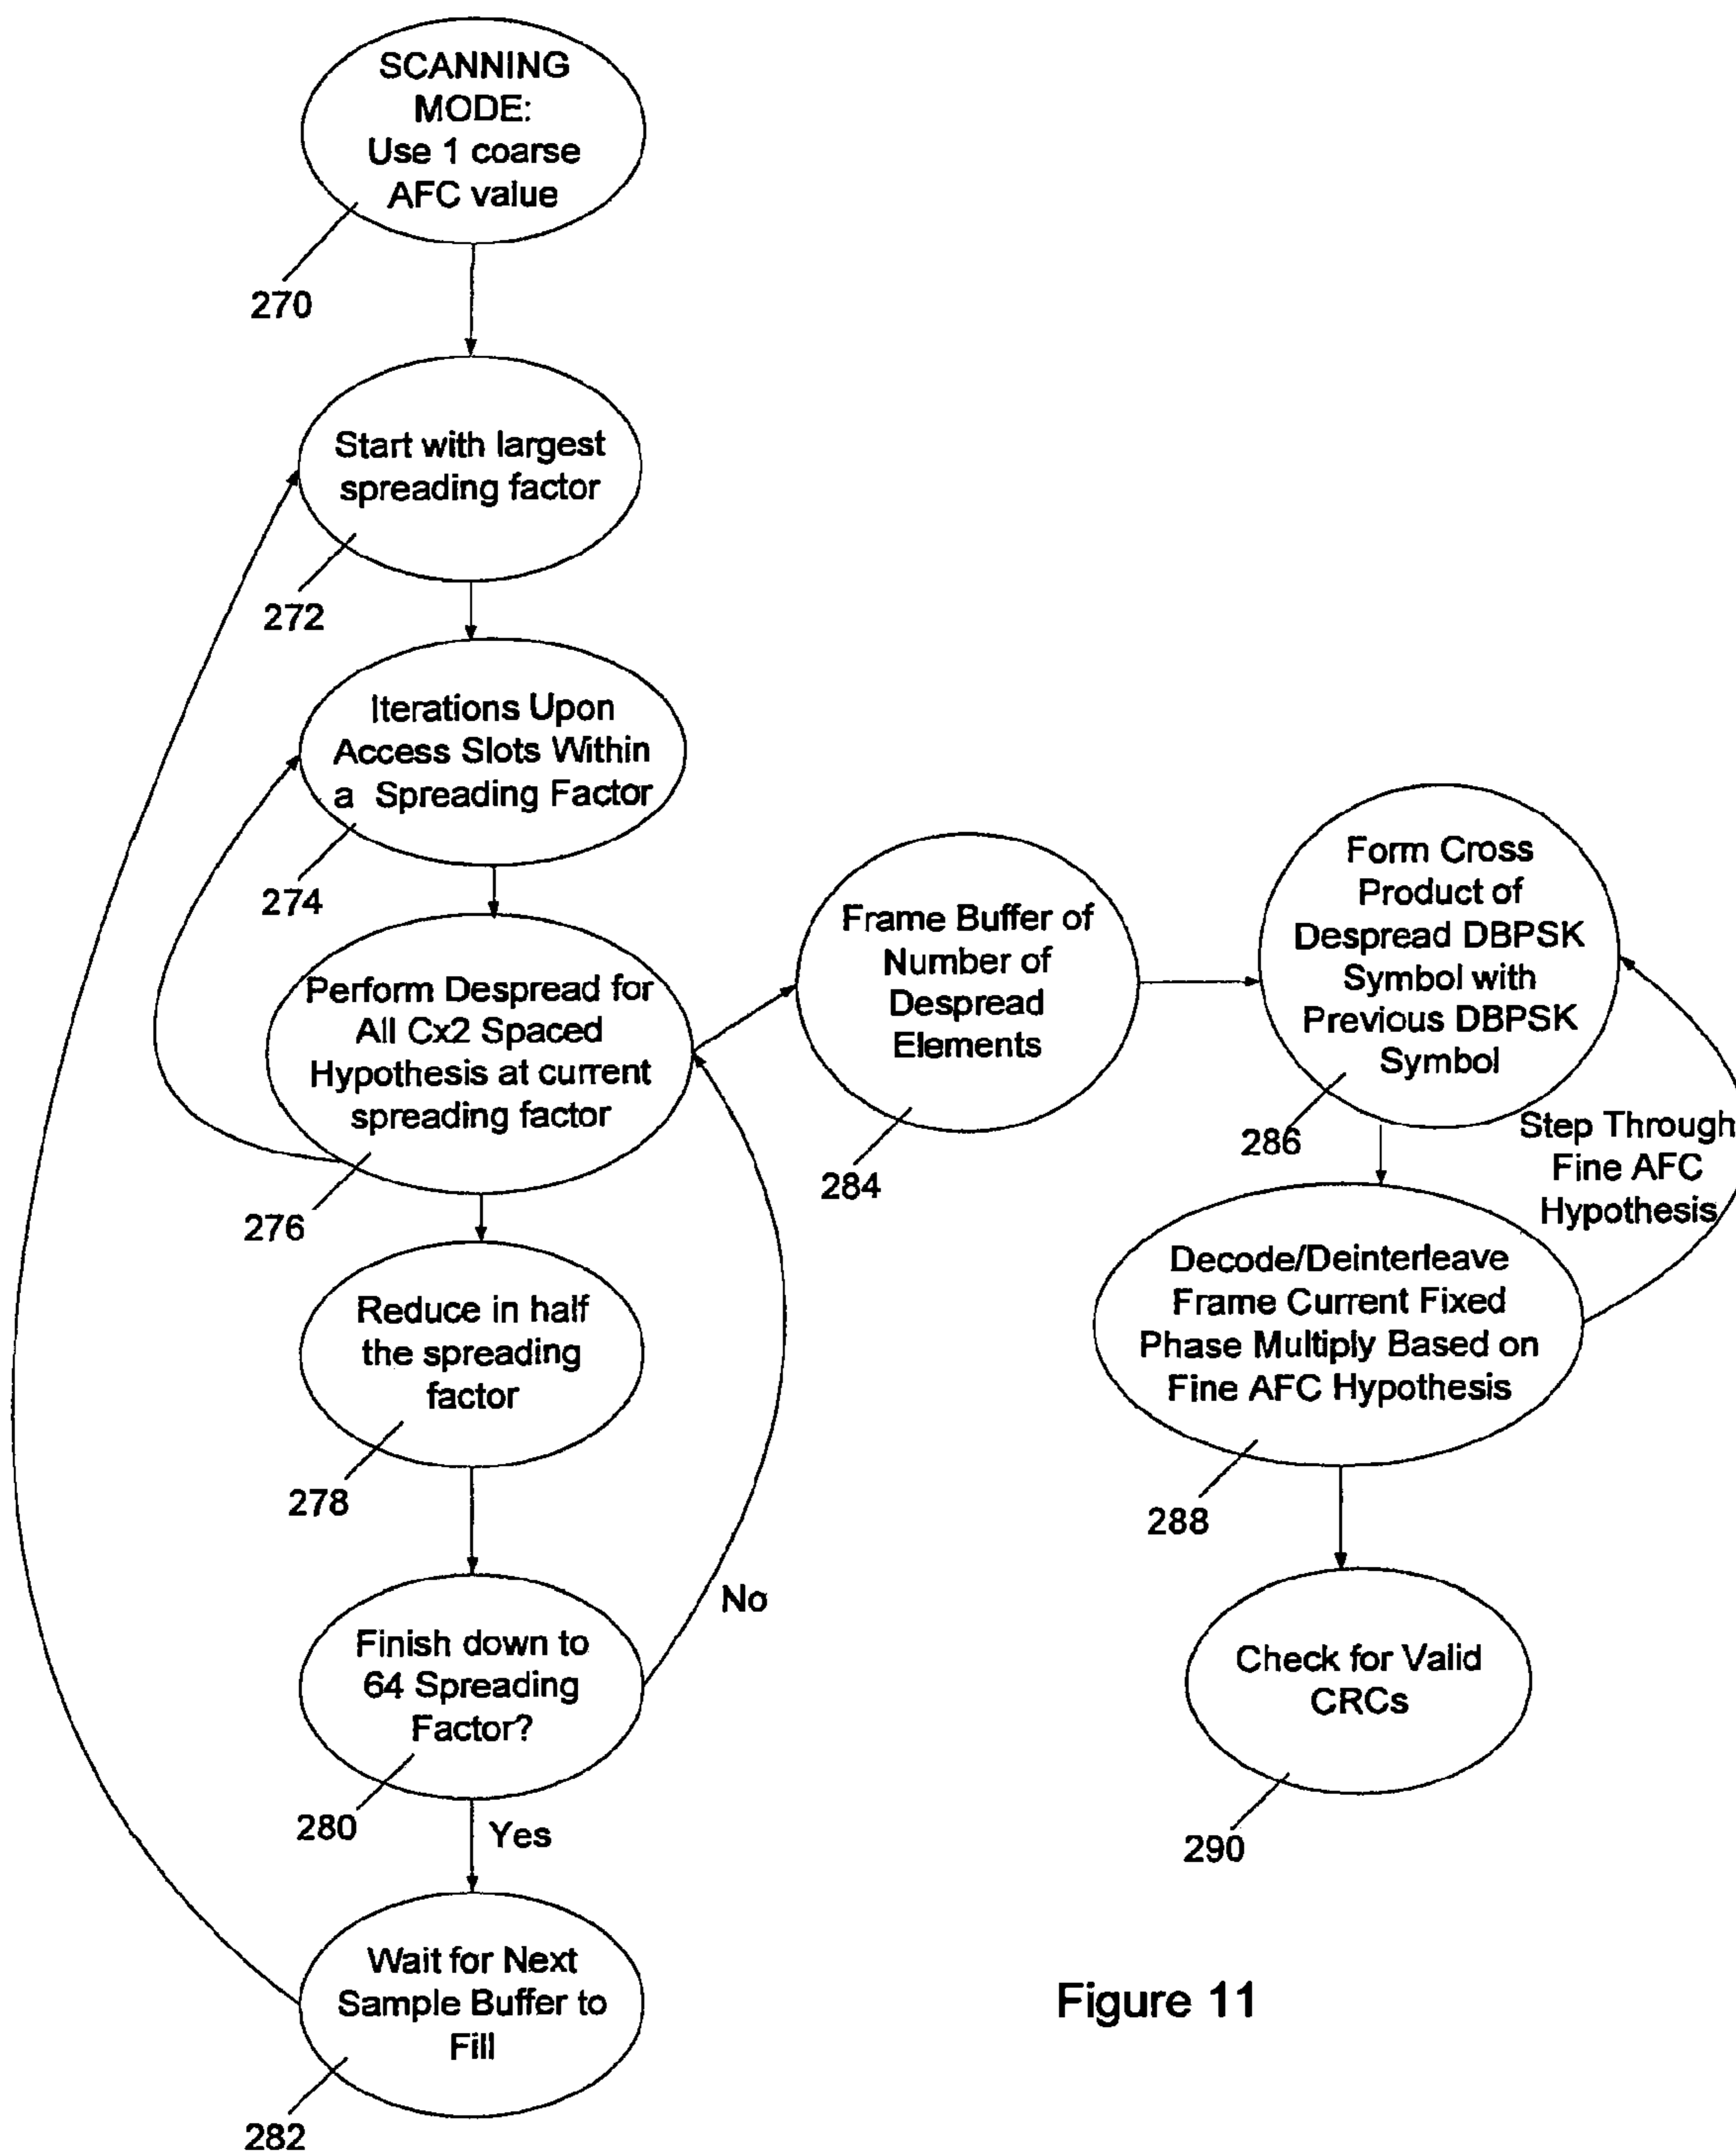 SCANNING
MODE:
Use 1 coarse
AFC value
270
Start with largest
spreading factor
272
Iterations Upon
Access Slots Within
a Spreading Factor
274
Perform Despread for
All Cx2 Spaced
Hypothesis at current
spreading factor
276
Reduce in half
the spreading
factor
278
Finish down to
64 Spreading
Factor?
280
No
Yes
Wait for Next
Sample Buffer to
Fill
282
Frame Buffer of
Number of
Despread
Elements
284
Form Cross
Product of
Despread DBPSK
Symbol with
Previous DBPSK
Symbol
286
Step Through
Fine AFC
Hypothesis
Decode/Deinterleave
Frame Current Fixed
Phase Multiply Based on
Fine AFC Hypothesis
288
Check for Valid
CRCs
290
Figure 11